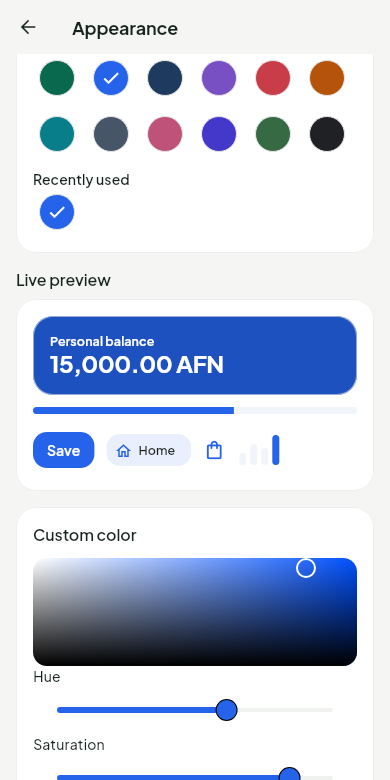 Appearance
Recently used
Live preview
Personal balance
15,000.00 AFN
Save
Home
Custom color
Hue
Saturation